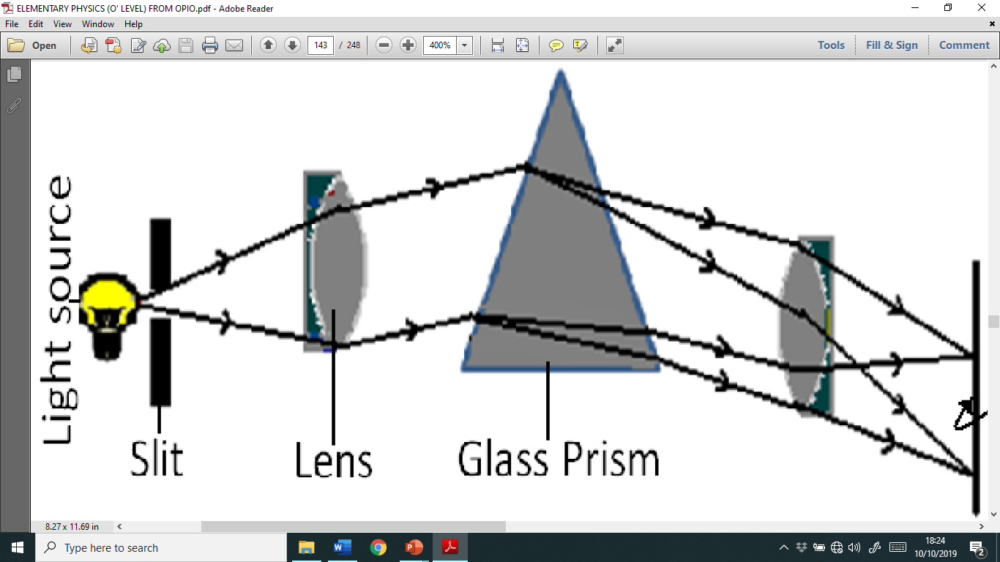 ELEMENTARY PHYSICS (O' LEVEL) FROM OPIO.pdf - Adobe Reader
File Edit View Window Help
Open 143 / 248 400% Tools Fill & Sign Comment
Light source
Slit
Lens
Glass Prism
8.27 x 11.69 in
Type here to search
18:24
10/10/2019
2